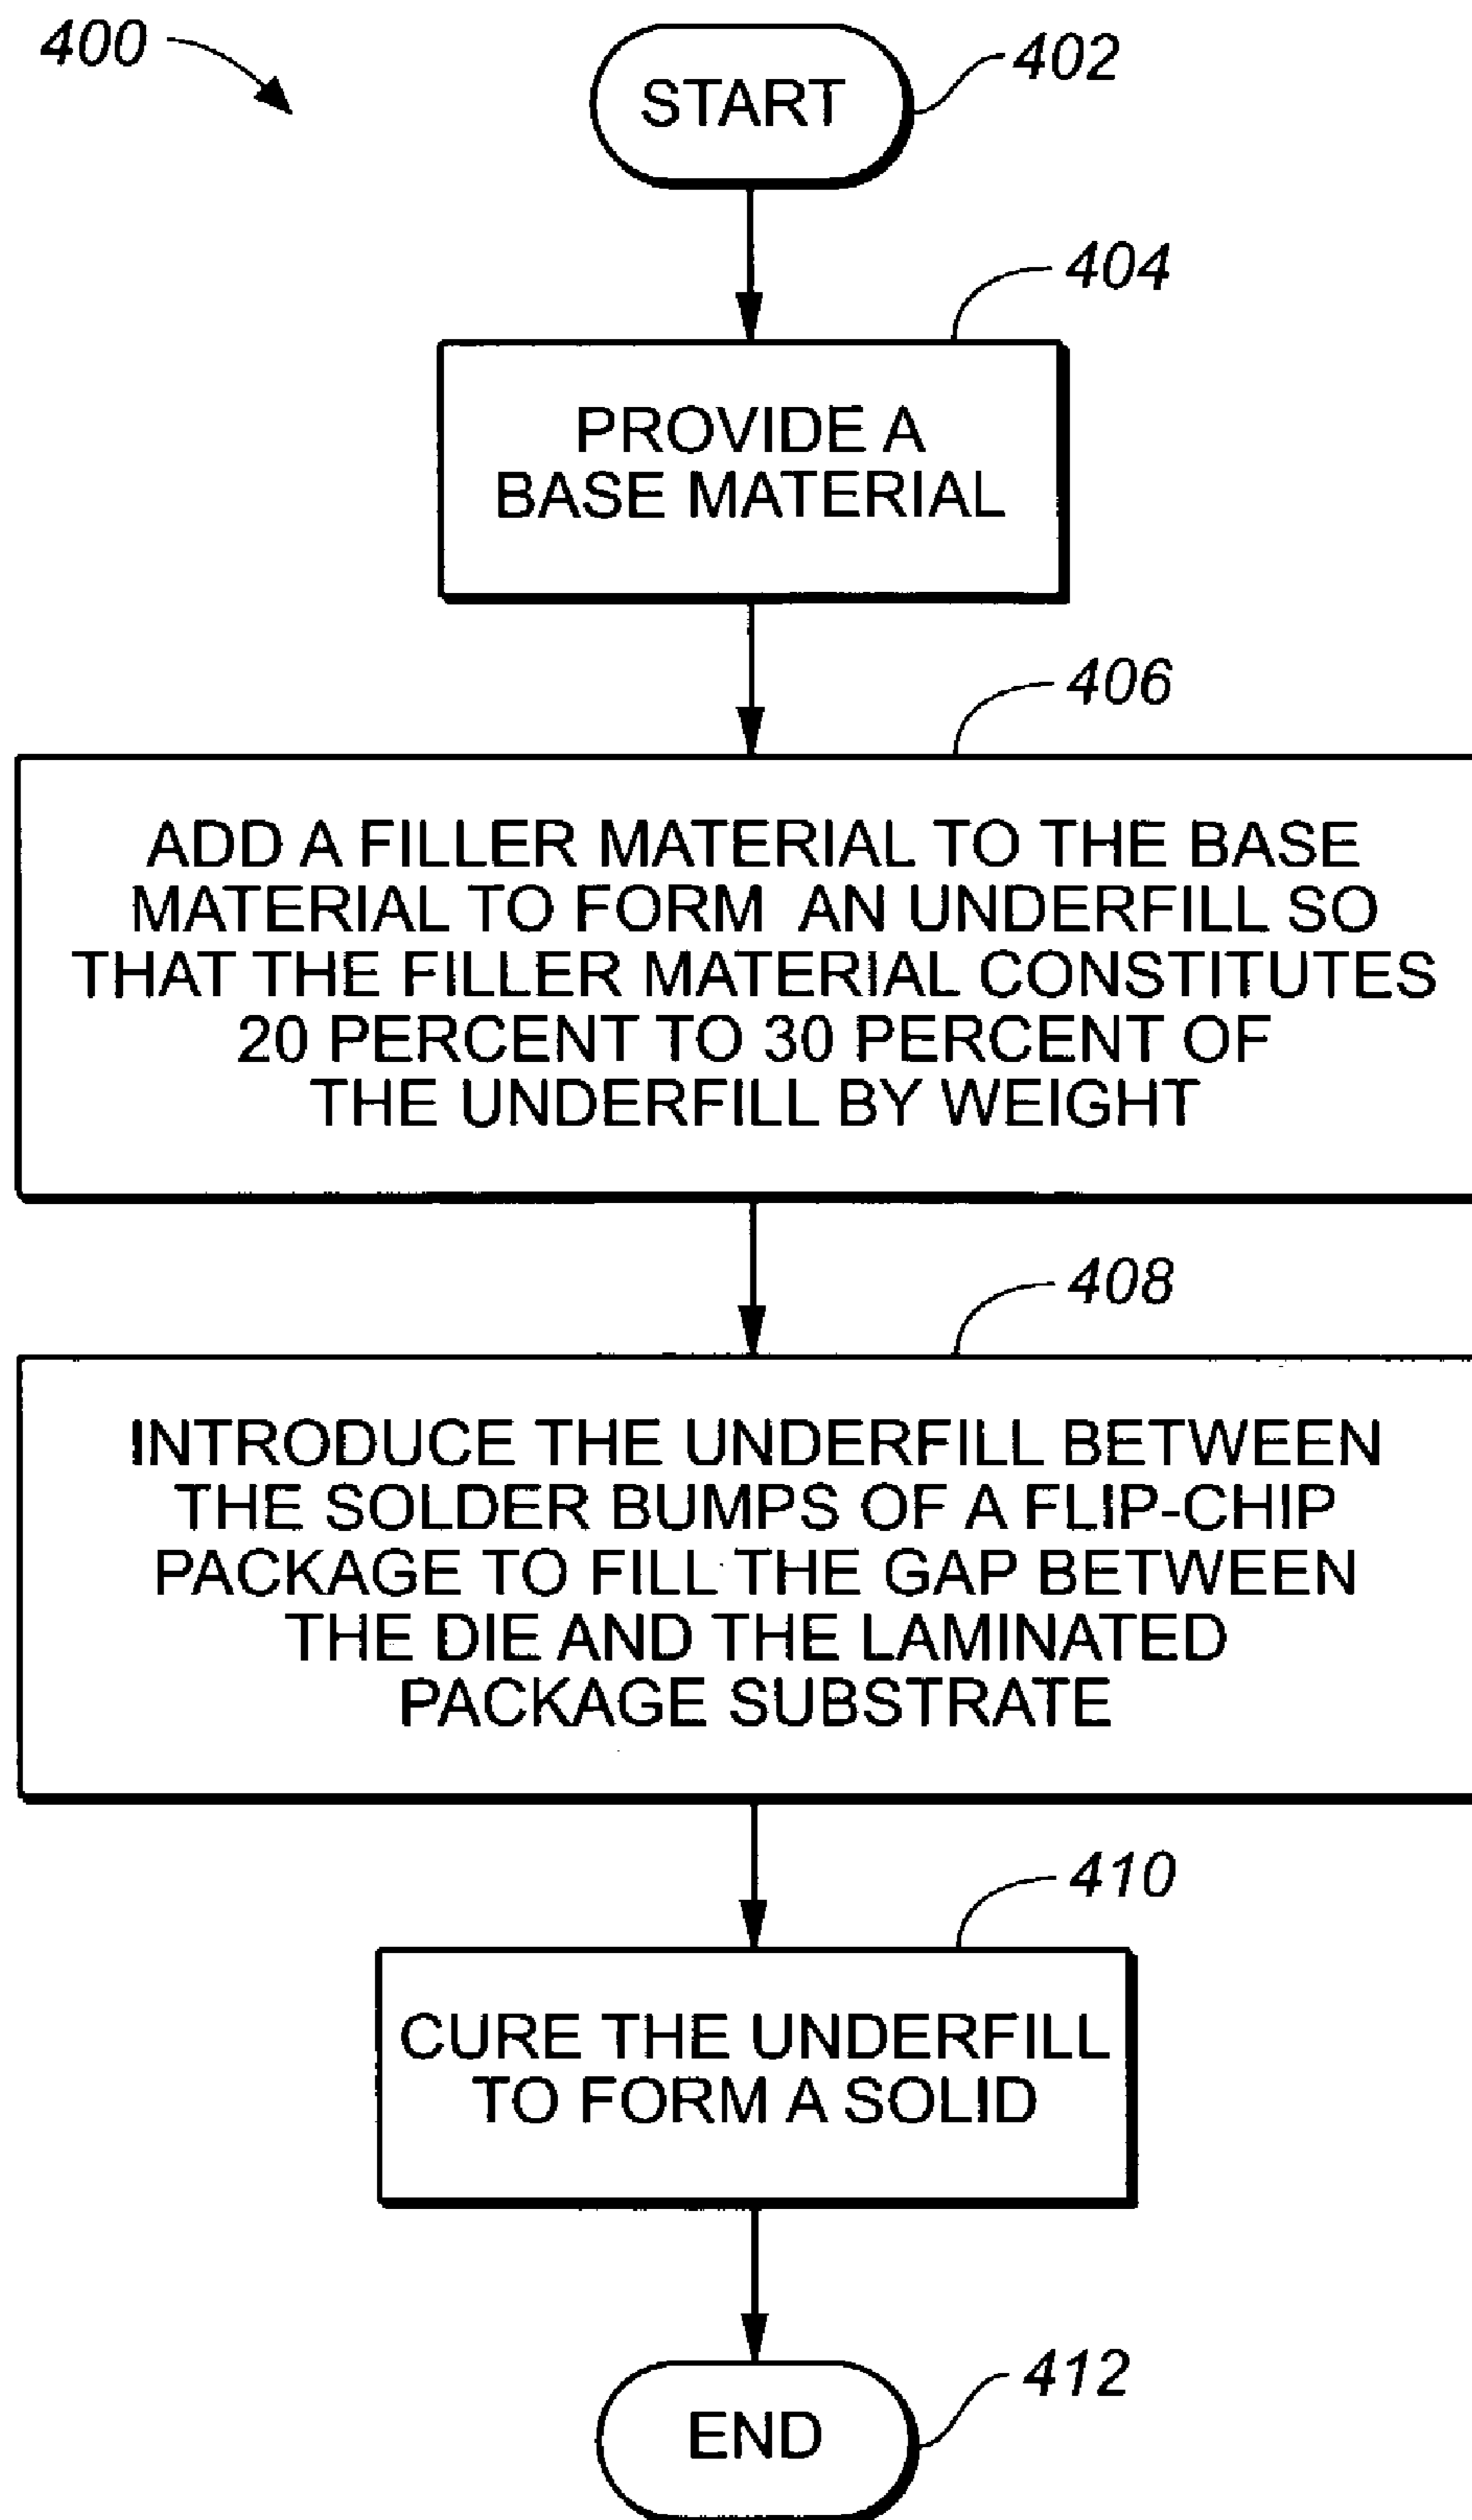 400
START
402
404
PROVIDE A
BASE MATERIAL
406
ADD A FILLER MATERIAL TO THE BASE
MATERIAL TO FORM AN UNDERFILL SO
THAT THE FILLER MATERIAL CONSTITUTES
20 PERCENT TO 30 PERCENT OF
THE UNDERFILL BY WEIGHT
408
INTRODUCE THE UNDERFILL BETWEEN
THE SOLDER BUMPS OF A FLIP-CHIP
PACKAGE TO FILL THE GAP BETWEEN
THE DIE AND THE LAMINATED
PACKAGE SUBSTRATE
410
CURE THE UNDERFILL
TO FORM A SOLID
412
END